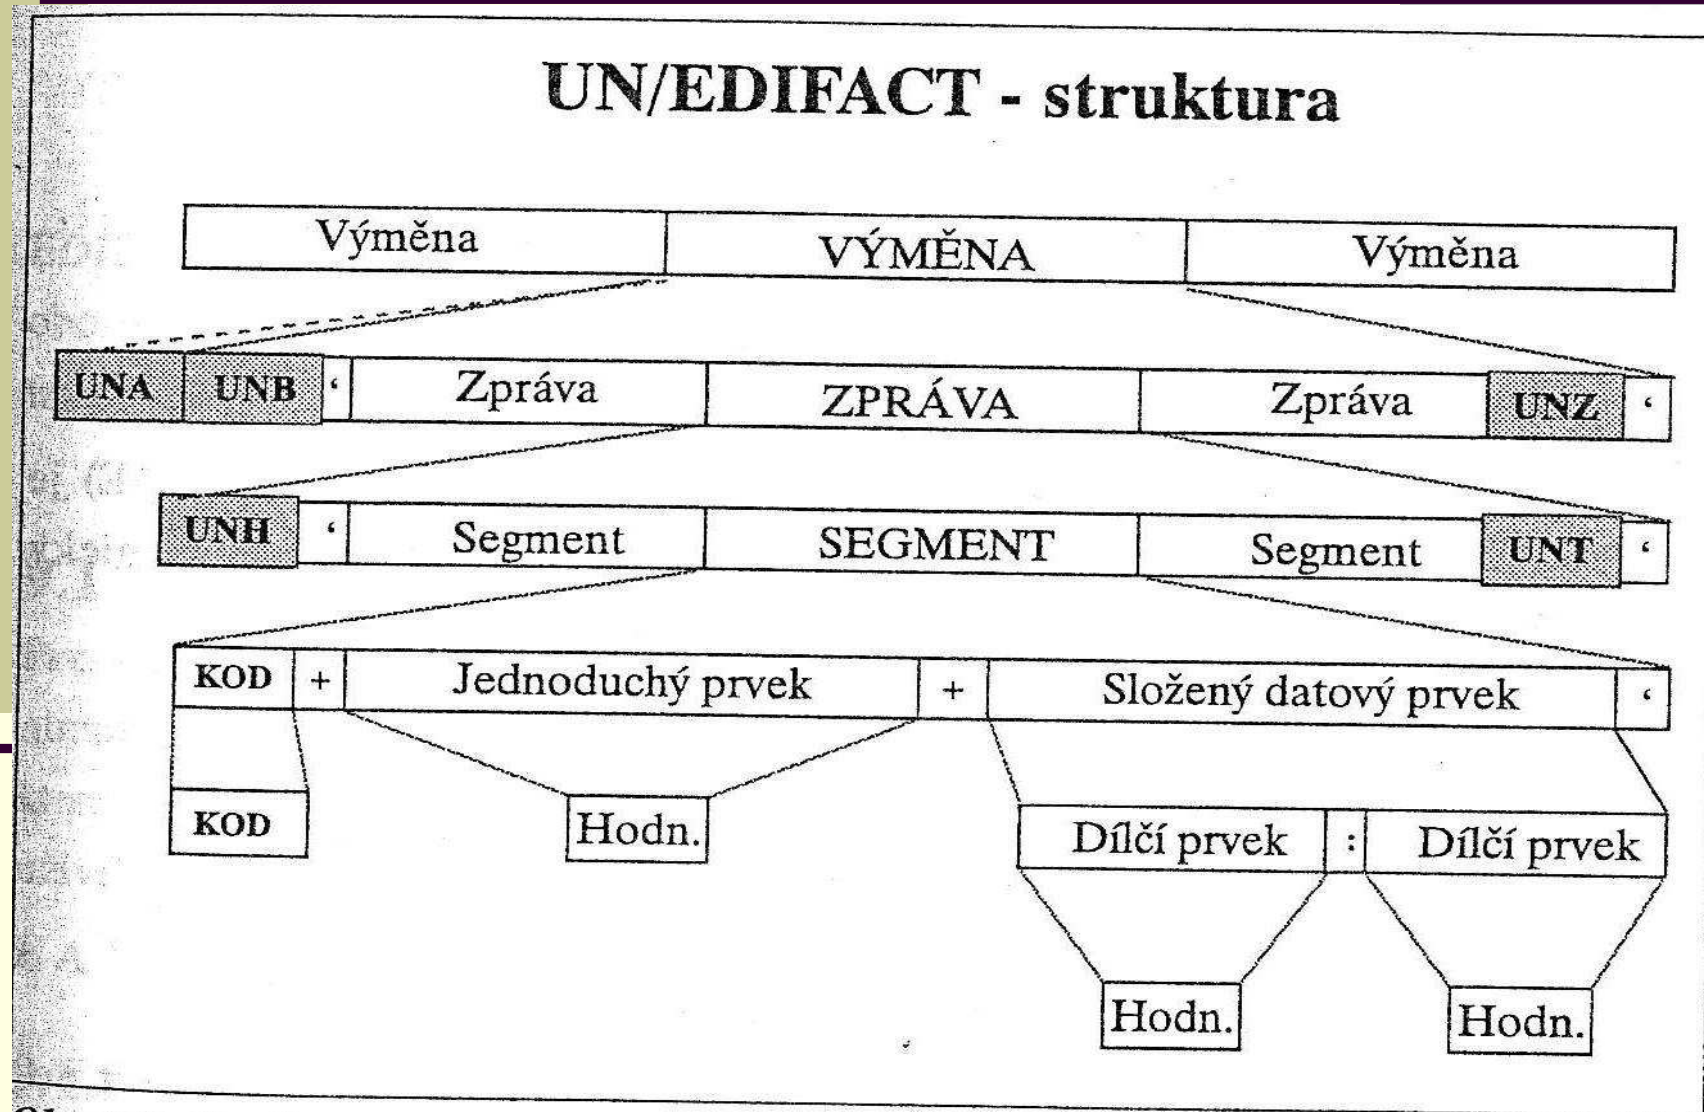 UN/EDIFACT - struktura
Výměna VÝMĚNA Výměna
UNA UNB ‘ Zpráva ZPRÁVA Zpráva UNZ ‘
UNH ‘ Segment SEGMENT Segment UNT ‘
KOD + Jednoduchý prvek + Složený datový prvek ‘
KOD Hodn. Dílčí prvek : Dílčí prvek
Hodn. Hodn.